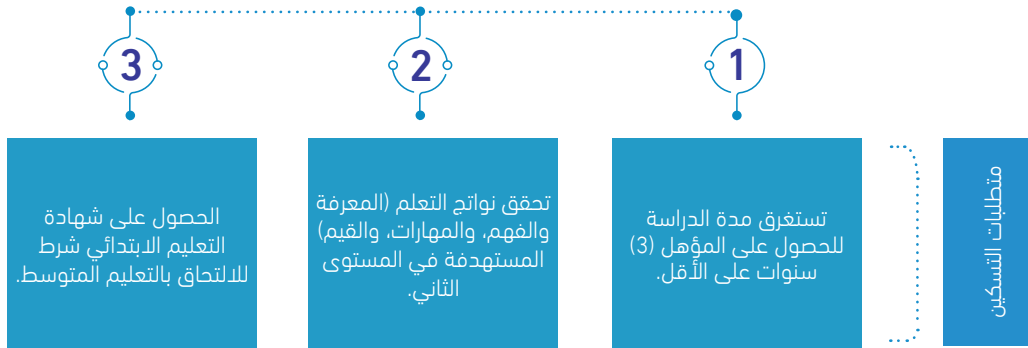 متطلبات التسكين
1
تستغرق مدة الدراسة
للحصول على المؤهل (3)
سنوات على الأقل.
2
تحقق نواتج التعلم (المعرفة
والفهم، والمهارات، والقيم)
المستهدفة في المستوى
الثاني.
3
الحصول على شهادة
التعليم الابتدائي شرط
للالتحاق بالتعليم المتوسط.